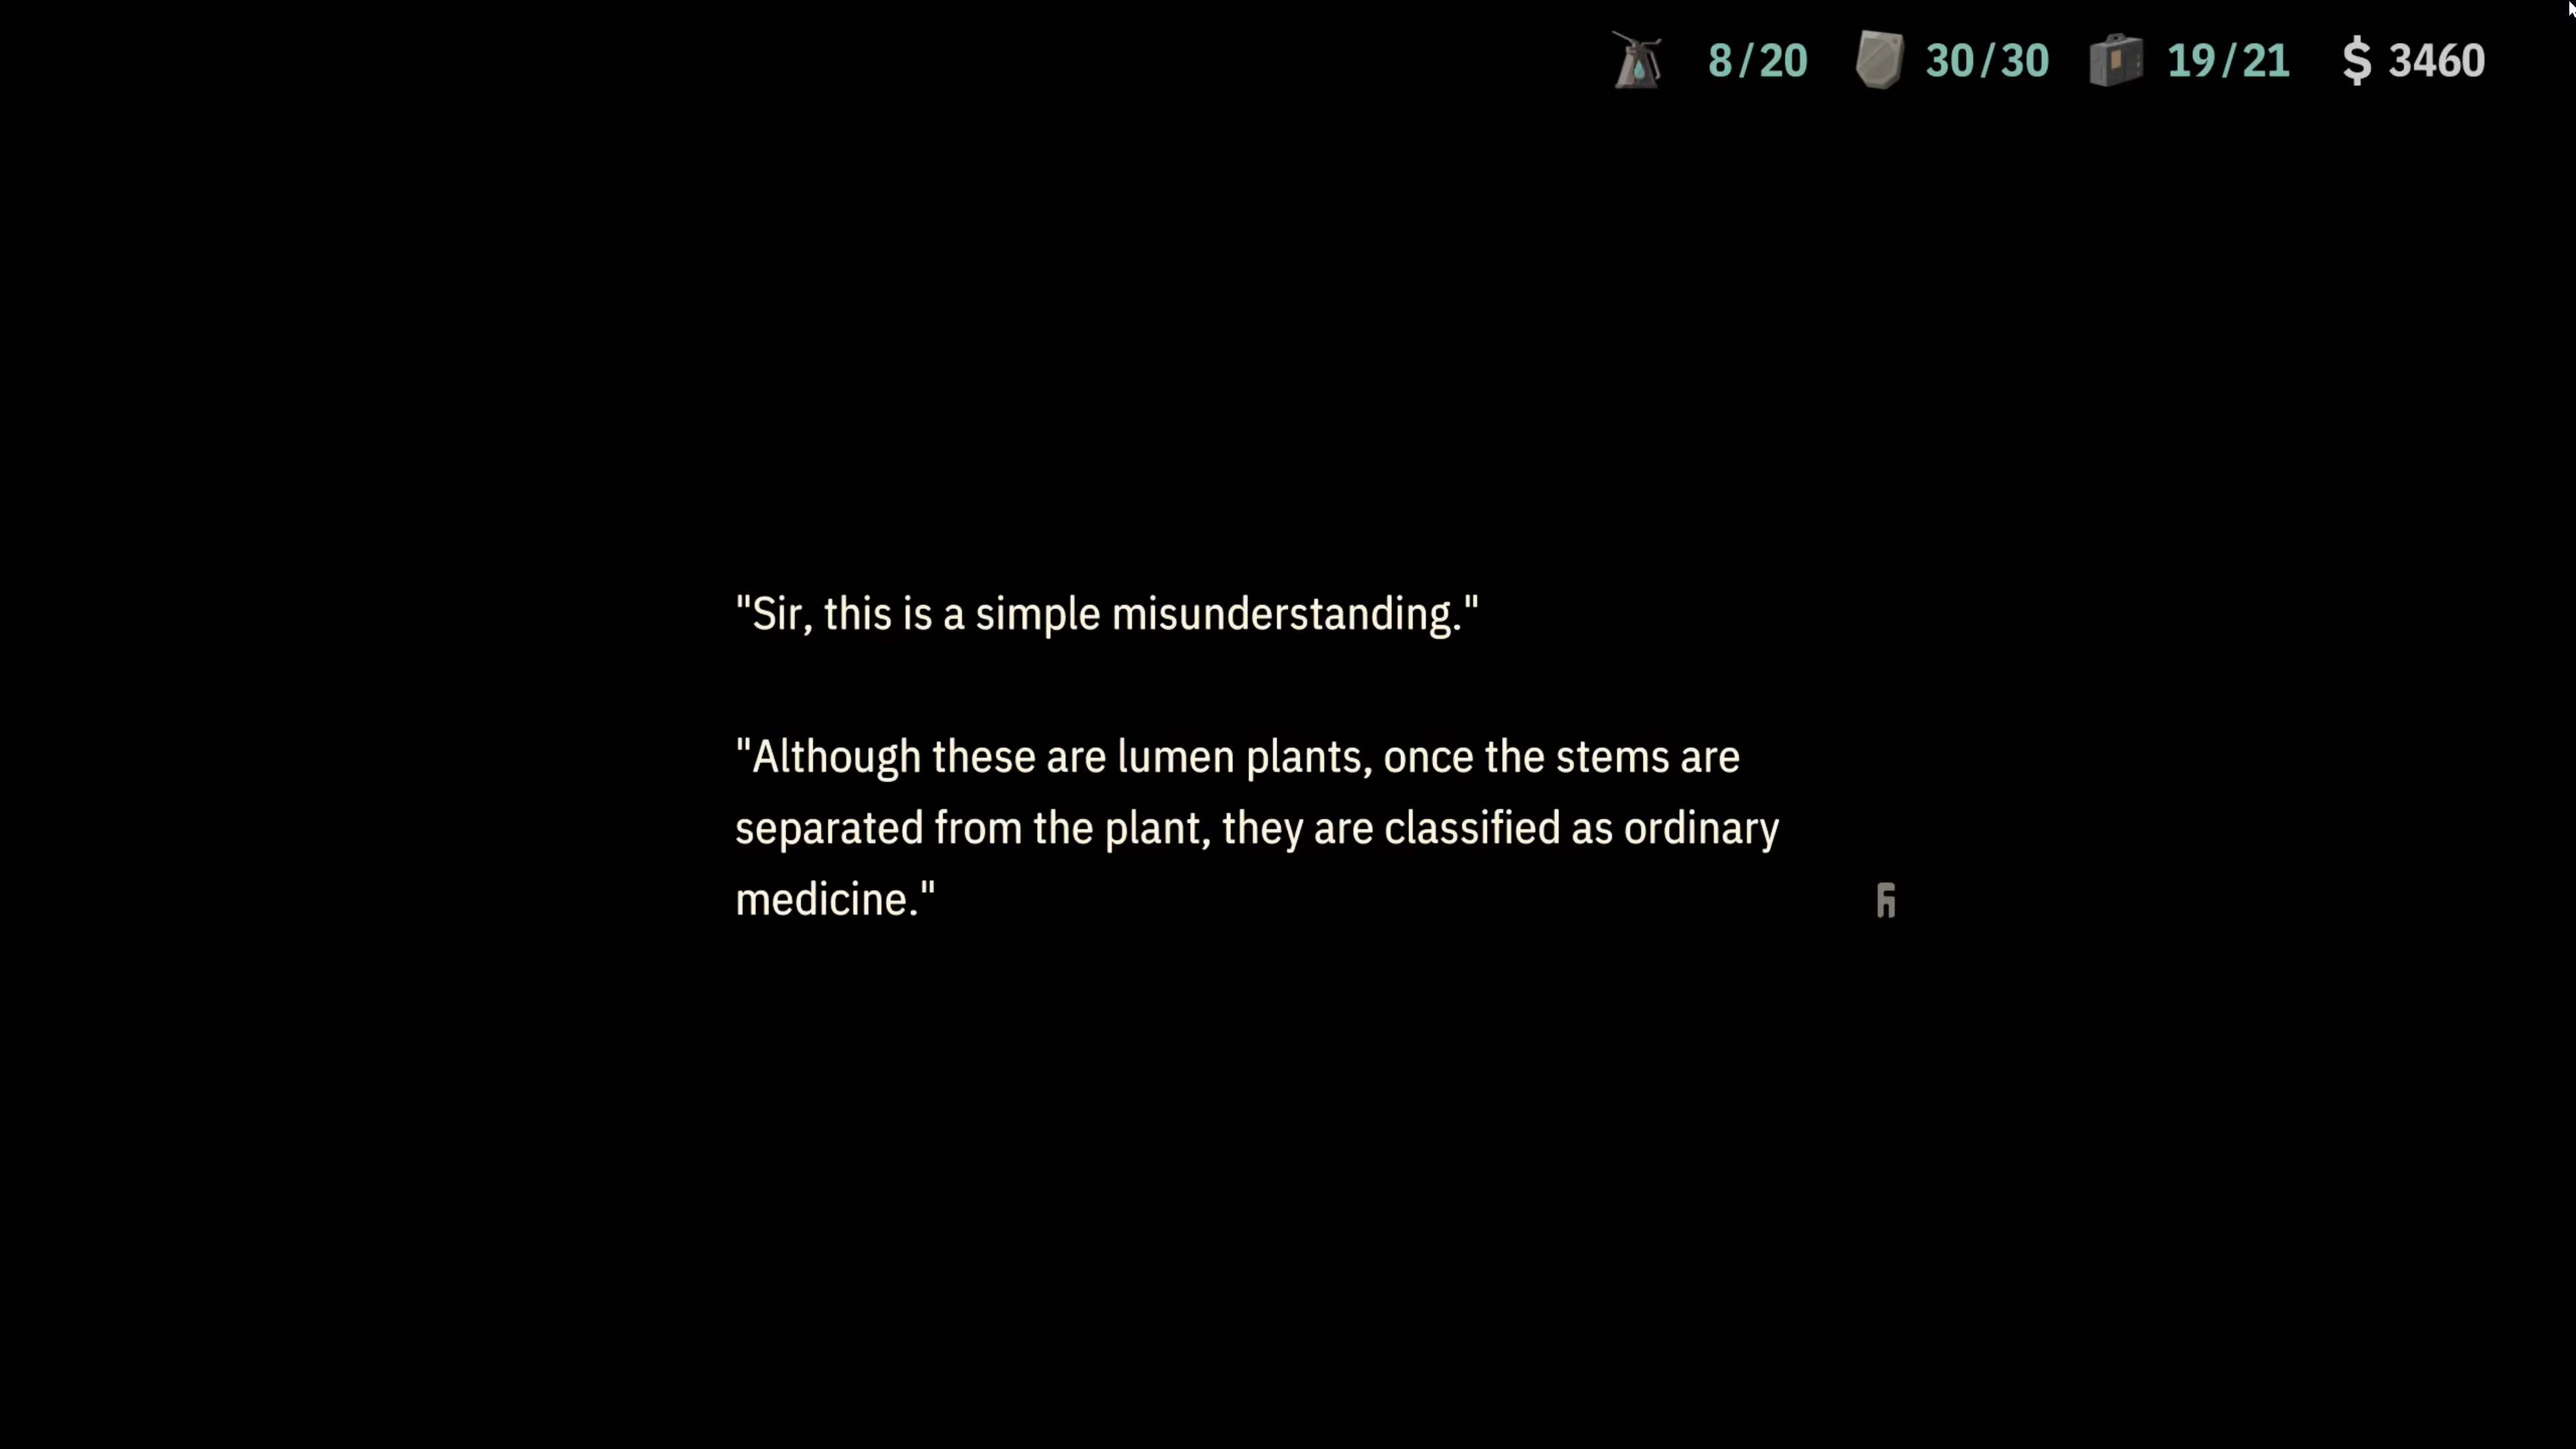 8/20 30/30 19/21 $ 3460
"Sir, this is a simple misunderstanding."
"Although these are lumen plants, once the stems are
separated from the plant, they are classified as ordinary
medicine."